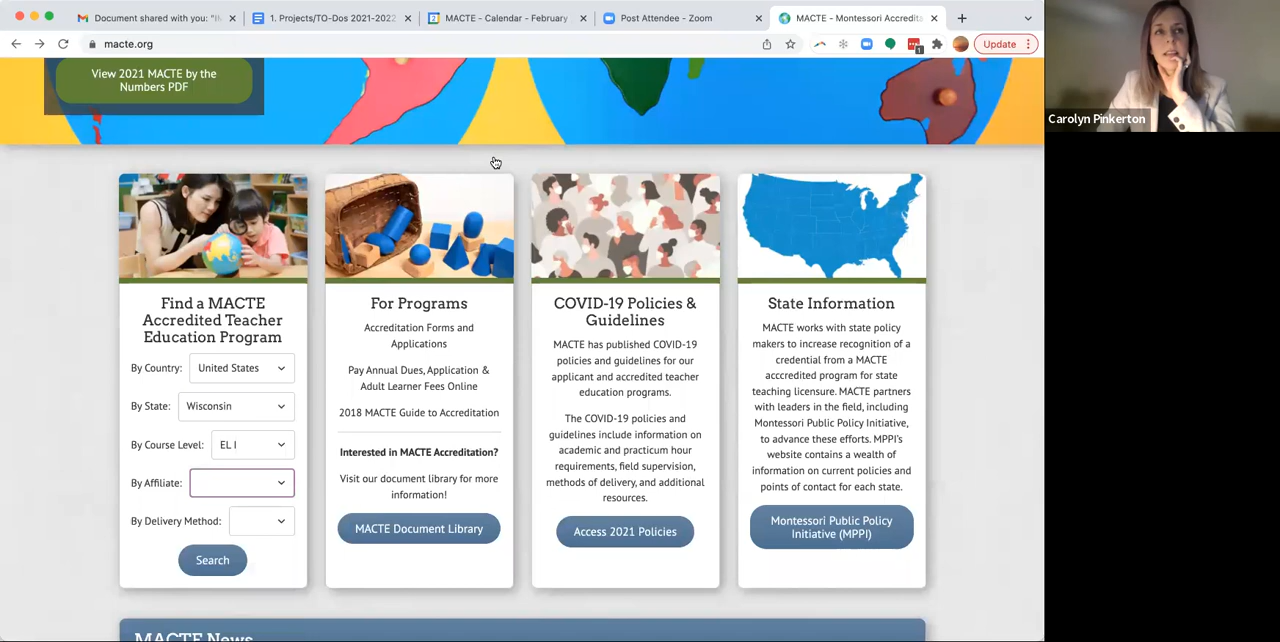 Document shared with you: "I
1. Projects/TO-Dos 2021-2022
MACTE - Calendar - February
Post Attendee - Zoom
MACTE - Montessori Accredita
macte.org
1
Update
View 2021 MACTE by the
Numbers PDF
Carolyn Pinkerton
Find a MACTE
Accredited Teacher
Education Program
By Country: United States
By State: Wisconsin
By Course Level: EL I
By Affiliate:
By Delivery Method:
Search
For Programs
Accreditation Forms and
Applications
Pay Annual Dues, Application &
Adult Learner Fees Online
2018 MACTE Guide to Accreditation
Interested in MACTE Accreditation?
Visit our document library for more
information!
MACTE Document Library
COVID-19 Policies &
Guidelines
MACTE has published COVID-19
policies and guidelines for our
applicant and accredited teacher
education programs.
The COVID-19 policies and
guidelines include information on
academic and practicum hour
requirements, field supervision,
methods of delivery, and additional
resources.
Access 2021 Policies
State Information
MACTE works with state policy
makers to increase recognition of a
credential from a MACTE
acccredited program for state
teaching licensure. MACTE partners
with leaders in the field, including
Montessori Public Policy Initiative,
to advance these efforts. MPPI's
website contains a wealth of
information on current policies and
points of contact for each state.
Montessori Public Policy
Initiative (MPPI)
MACTE News